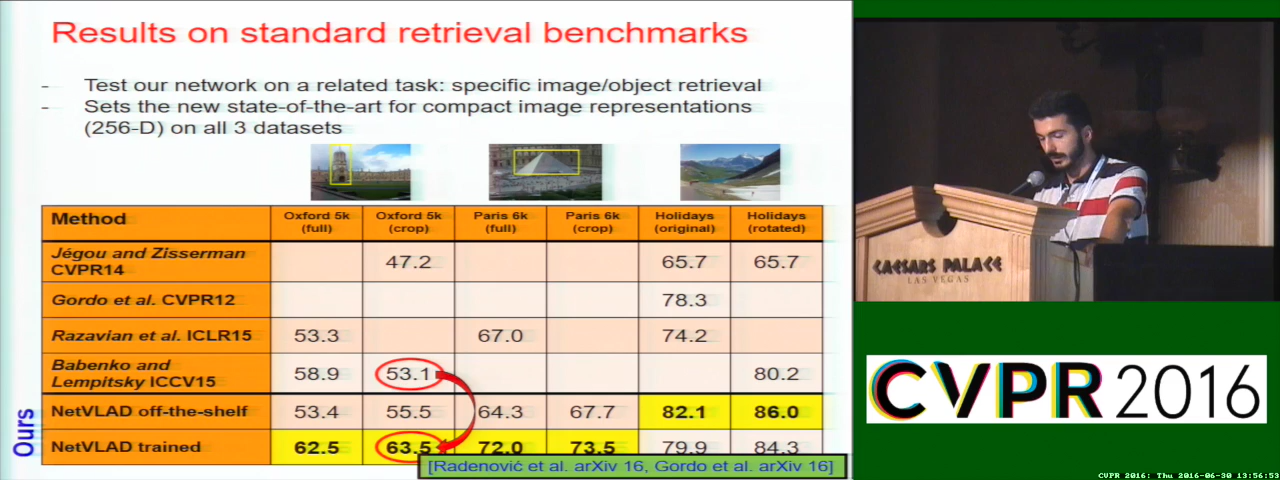 Results on standard retrieval benchmarks
- Test our network on a related task: specific image/object retrieval
- Sets the new state-of-the-art for compact image representations
(256-D) on all 3 datasets
Method Oxford 5k (full) Oxford 5k (crop) Paris 6k (full) Paris 6k (crop) Holidays (original) Holidays (rotated)
Jégou and Zisserman CVPR14 47.2 65.7 65.7
Gordo et al. CVPR12 78.3
Razavian et al. ICLR15 53.3 67.0 74.2
Babenko and Lempitsky ICCV15 58.9 53.1 80.2
Ours
NetVLAD off-the-shelf 53.4 55.5 64.3 67.7 82.1 86.0
NetVLAD trained 62.5 63.5 72.0 73.5 79.9 84.3
[Radenović et al. arXiv 16, Gordo et al. arXiv 16]
CAESARS PALACE
LAS VEGAS
CVPR 2016
CVPR 2016: Thu 2016-06-30 13:56:53